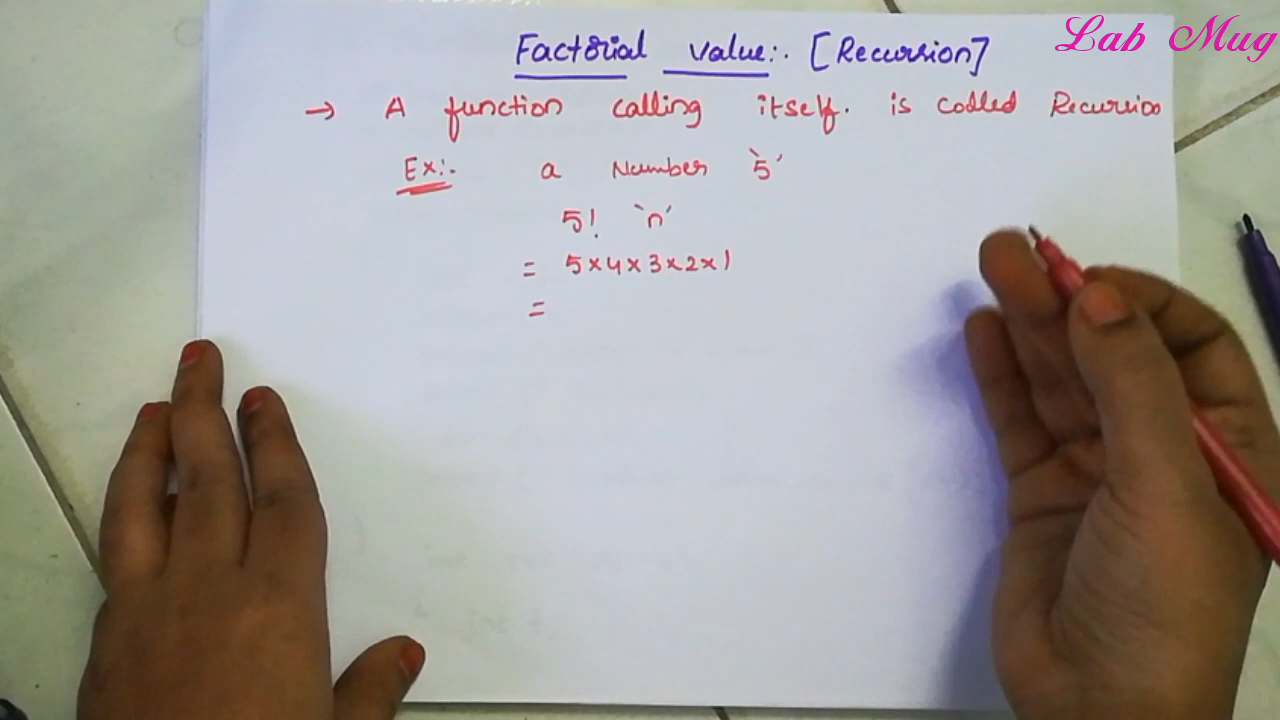 Lab Mug
Factorial value:. [Recursion]
→ A function calling itself. is called Recursion
Ex:- a Number `5'
5! `n'
= 5×4×3×2×1
=